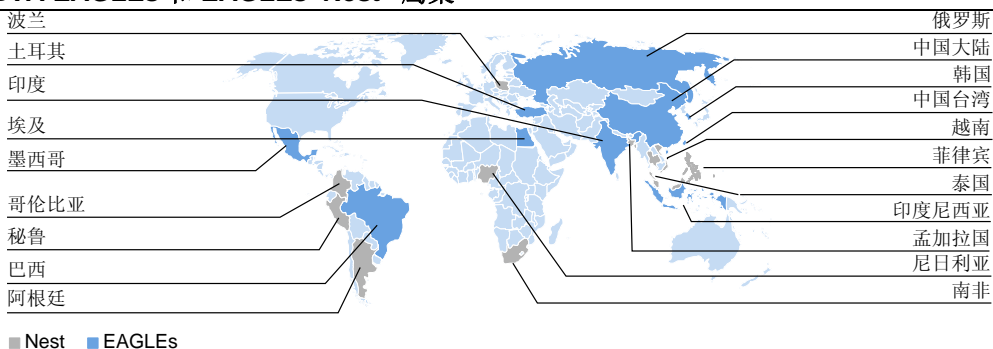 波兰
土耳其
印度
埃及
墨西哥
哥伦比亚
秘鲁
巴西
阿根廷
俄罗斯
中国大陆
韩国
中国台湾
越南
菲律宾
泰国
印度尼西亚
孟加拉国
尼日利亚
南非
Nest EAGLEs